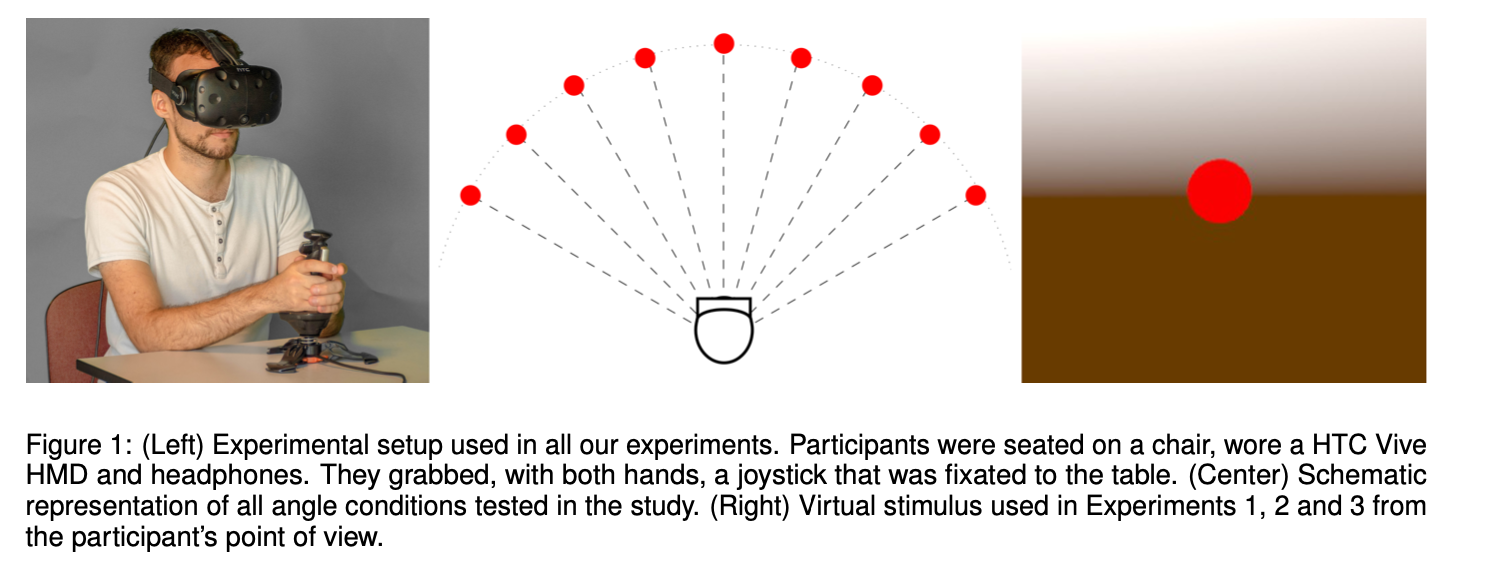 Figure 1: (Left) Experimental setup used in all our experiments. Participants were seated on a chair, wore a HTC Vive
HMD and headphones. They grabbed, with both hands, a joystick that was fixated to the table. (Center) Schematic
representation of all angle conditions tested in the study. (Right) Virtual stimulus used in Experiments 1, 2 and 3 from
the participant's point of view.